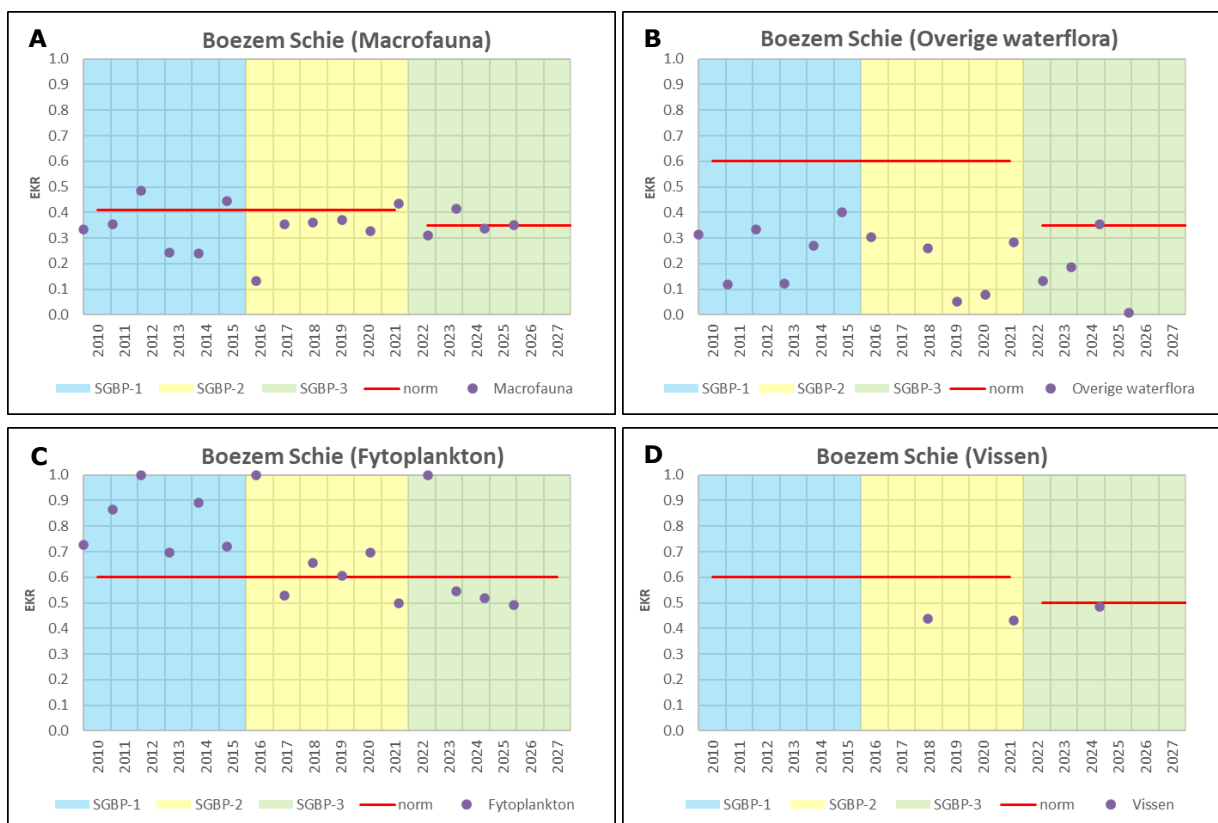 A
Boezem Schie (Macrofauna)
1.0
0.9
0.8
0.7
0.6
0.5
0.4
0.3
0.2
0.1
0.0
EKR
2010 2011 2012 2013 2014 2015 2016 2017 2018 2019 2020 2021 2022 2023 2024 2025 2026 2027
SGBP-1 SGBP-2 SGBP-3 norm Macrofauna
B
Boezem Schie (Overige waterflora)
1.0
0.9
0.8
0.7
0.6
0.5
0.4
0.3
0.2
0.1
0.0
EKR
2010 2011 2012 2013 2014 2015 2016 2017 2018 2019 2020 2021 2022 2023 2024 2025 2026 2027
SGBP-1 SGBP-2 SGBP-3 norm Overige waterflora
C
Boezem Schie (Fytoplankton)
1.0
0.9
0.8
0.7
0.6
0.5
0.4
0.3
0.2
0.1
0.0
EKR
2010 2011 2012 2013 2014 2015 2016 2017 2018 2019 2020 2021 2022 2023 2024 2025 2026 2027
SGBP-1 SGBP-2 SGBP-3 norm Fytoplankton
D
Boezem Schie (Vissen)
1.0
0.9
0.8
0.7
0.6
0.5
0.4
0.3
0.2
0.1
0.0
EKR
2010 2011 2012 2013 2014 2015 2016 2017 2018 2019 2020 2021 2022 2023 2024 2025 2026 2027
SGBP-1 SGBP-2 SGBP-3 norm Vissen